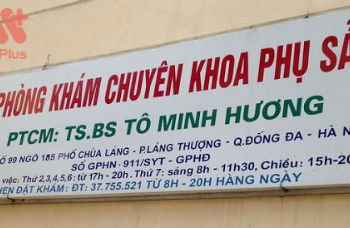 Plus
PHÒNG KHÁM CHUYÊN KHOA PHỤ SẢ
PTCM: TS.BS TÔ MINH HƯƠNG
Ố 99 NGÕ 185 PHỐ CHÙA LÁNG - P.LÁNG THƯỢNG - Q.ĐỐNG ĐA - HÀ N
SỐ GPHN - 911/SYT - GPHĐ
việc: Thứ 2,3,4,5,6: từ 17h - 20h. Thứ 7: sáng 8h - 11h30, Chiều: 15h-20
HẸN ĐẶT KHÁM: ĐT: 37.755.521 TỪ 8H - 20H HÀNG NGÀY